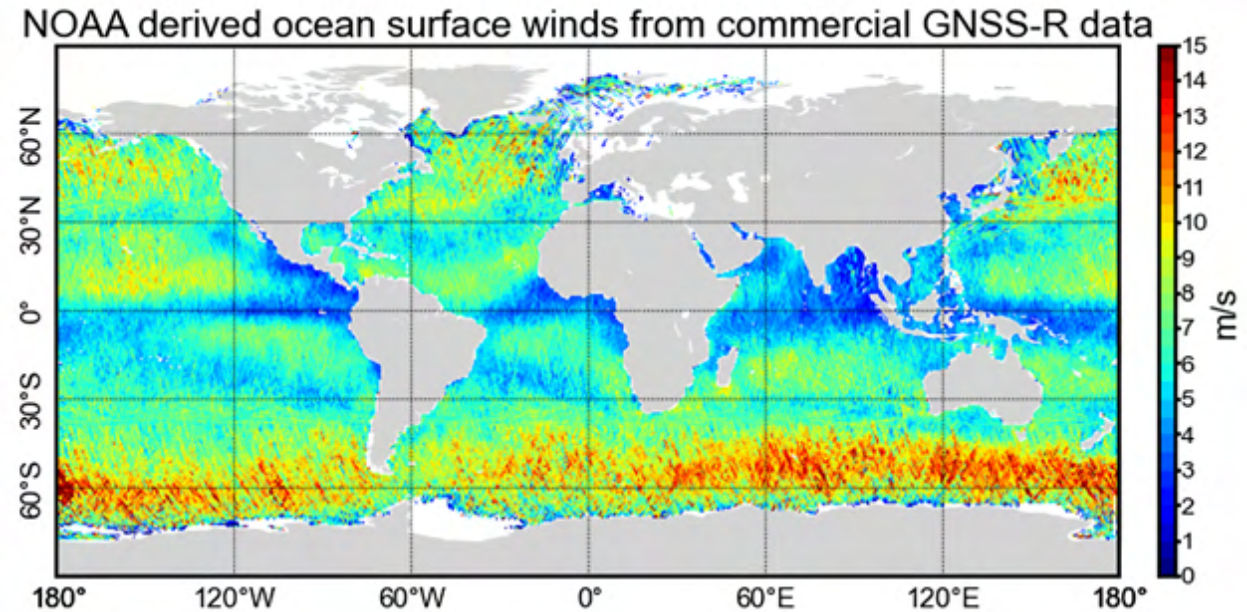 NOAA derived ocean surface winds from commercial GNSS-R data
60°N
30°N
0°
30°S
60°S
180° 120°W 60°W 0° 60°E 120°E 180°
15
14
13
12
11
10
9
8
7
6
5
4
3
2
1
0
m/s